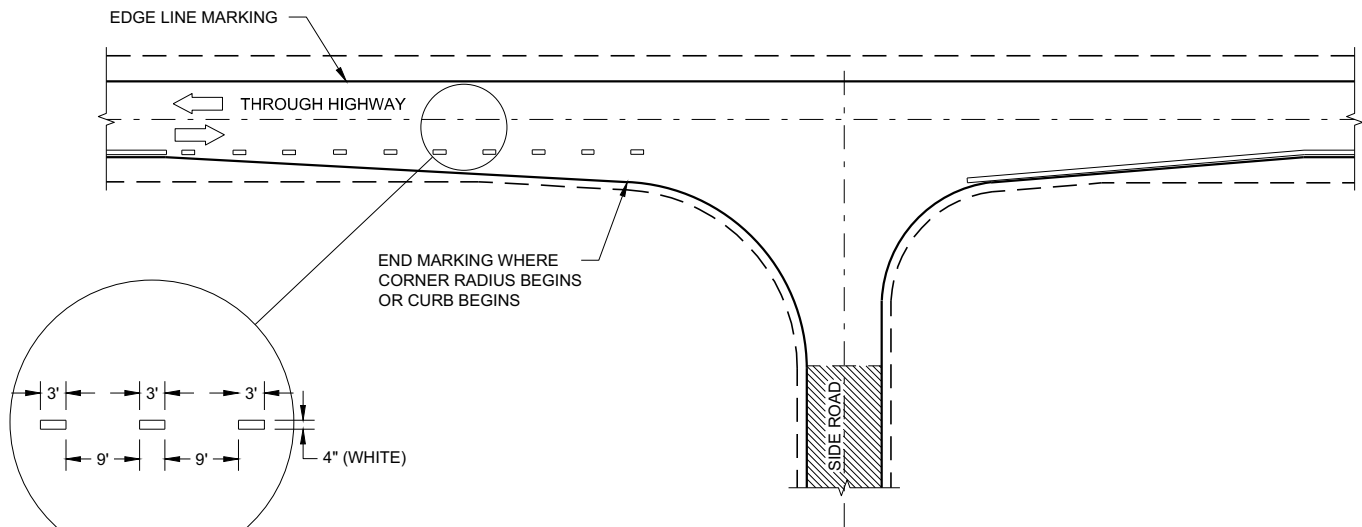 EDGE LINE MARKING
THROUGH HIGHWAY
END MARKING WHERE
CORNER RADIUS BEGINS
OR CURB BEGINS
3' 3' 3'
9' 9'
4" (WHITE)
SIDE ROAD